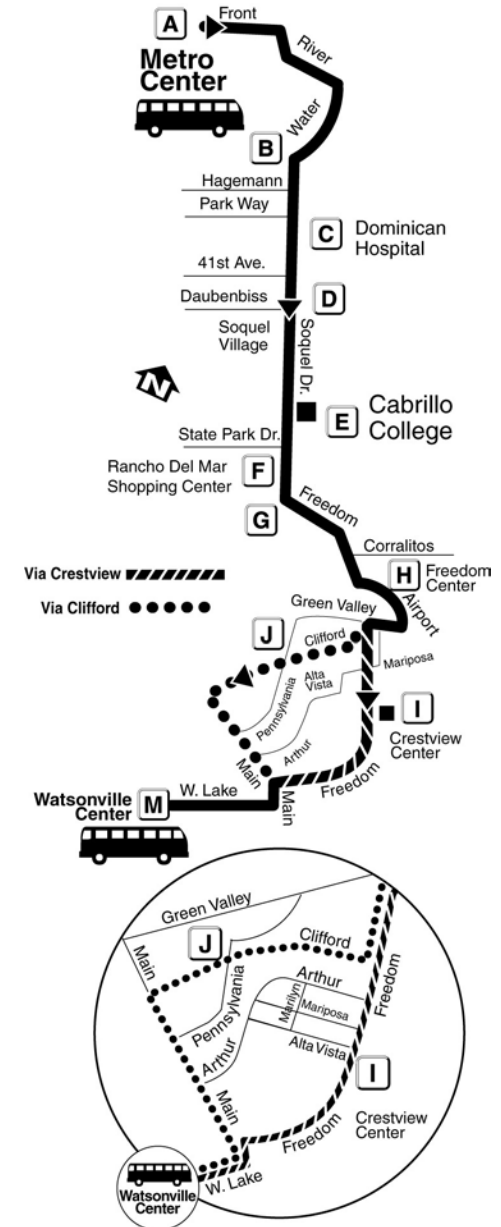 A
Front
Metro
Center
River
Water
B
Hagemann
Park Way
C
Dominican
Hospital
41st Ave.
D
Daubenbiss
Soquel
Village
Soquel Dr.
N
E
Cabrillo
College
State Park Dr.
Rancho Del Mar
Shopping Center
F
G
Freedom
Corralitos
H
Freedom
Center
Airport
Via Crestview
Via Clifford
Green Valley
J
Clifford
Mariposa
Alta
Vista
Pennsylvania
I
Crestview
Center
Arthur
Main
Freedom
Main
Watsonville
Center
M
W. Lake
Green Valley
Main
J
Clifford
Pennsylvania
Arthur
Marilyn
Mariposa
Freedom
Arthur
Alta Vista
I
Main
Crestview
Center
Freedom
W. Lake
Watsonville
Center